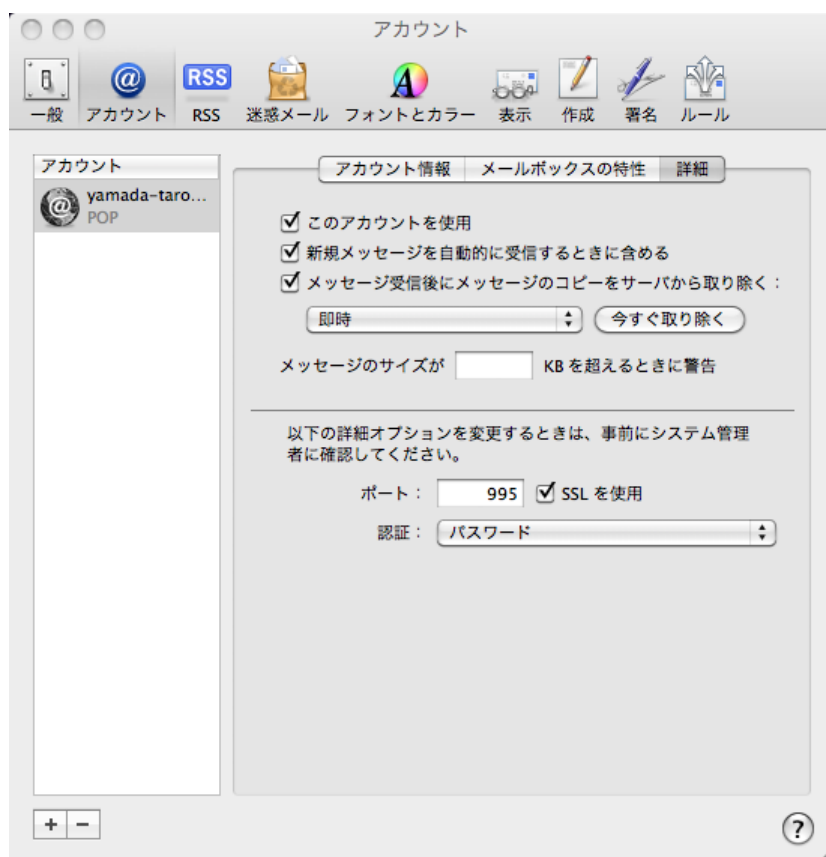 アカウント
RSS
一般 アカウント RSS 迷惑メール フォントとカラー 表示 作成 署名 ルール
アカウント
yamada-taro...
POP
アカウント情報 メールボックスの特性 詳細
このアカウントを使用
新規メッセージを自動的に受信するときに含める
メッセージ受信後にメッセージのコピーをサーバから取り除く：
即時 今すぐ取り除く
メッセージのサイズが KB を超えるときに警告
以下の詳細オプションを変更するときは、事前にシステム管理
者に確認してください。
ポート： 995 SSL を使用
認証： パスワード
+ − ?